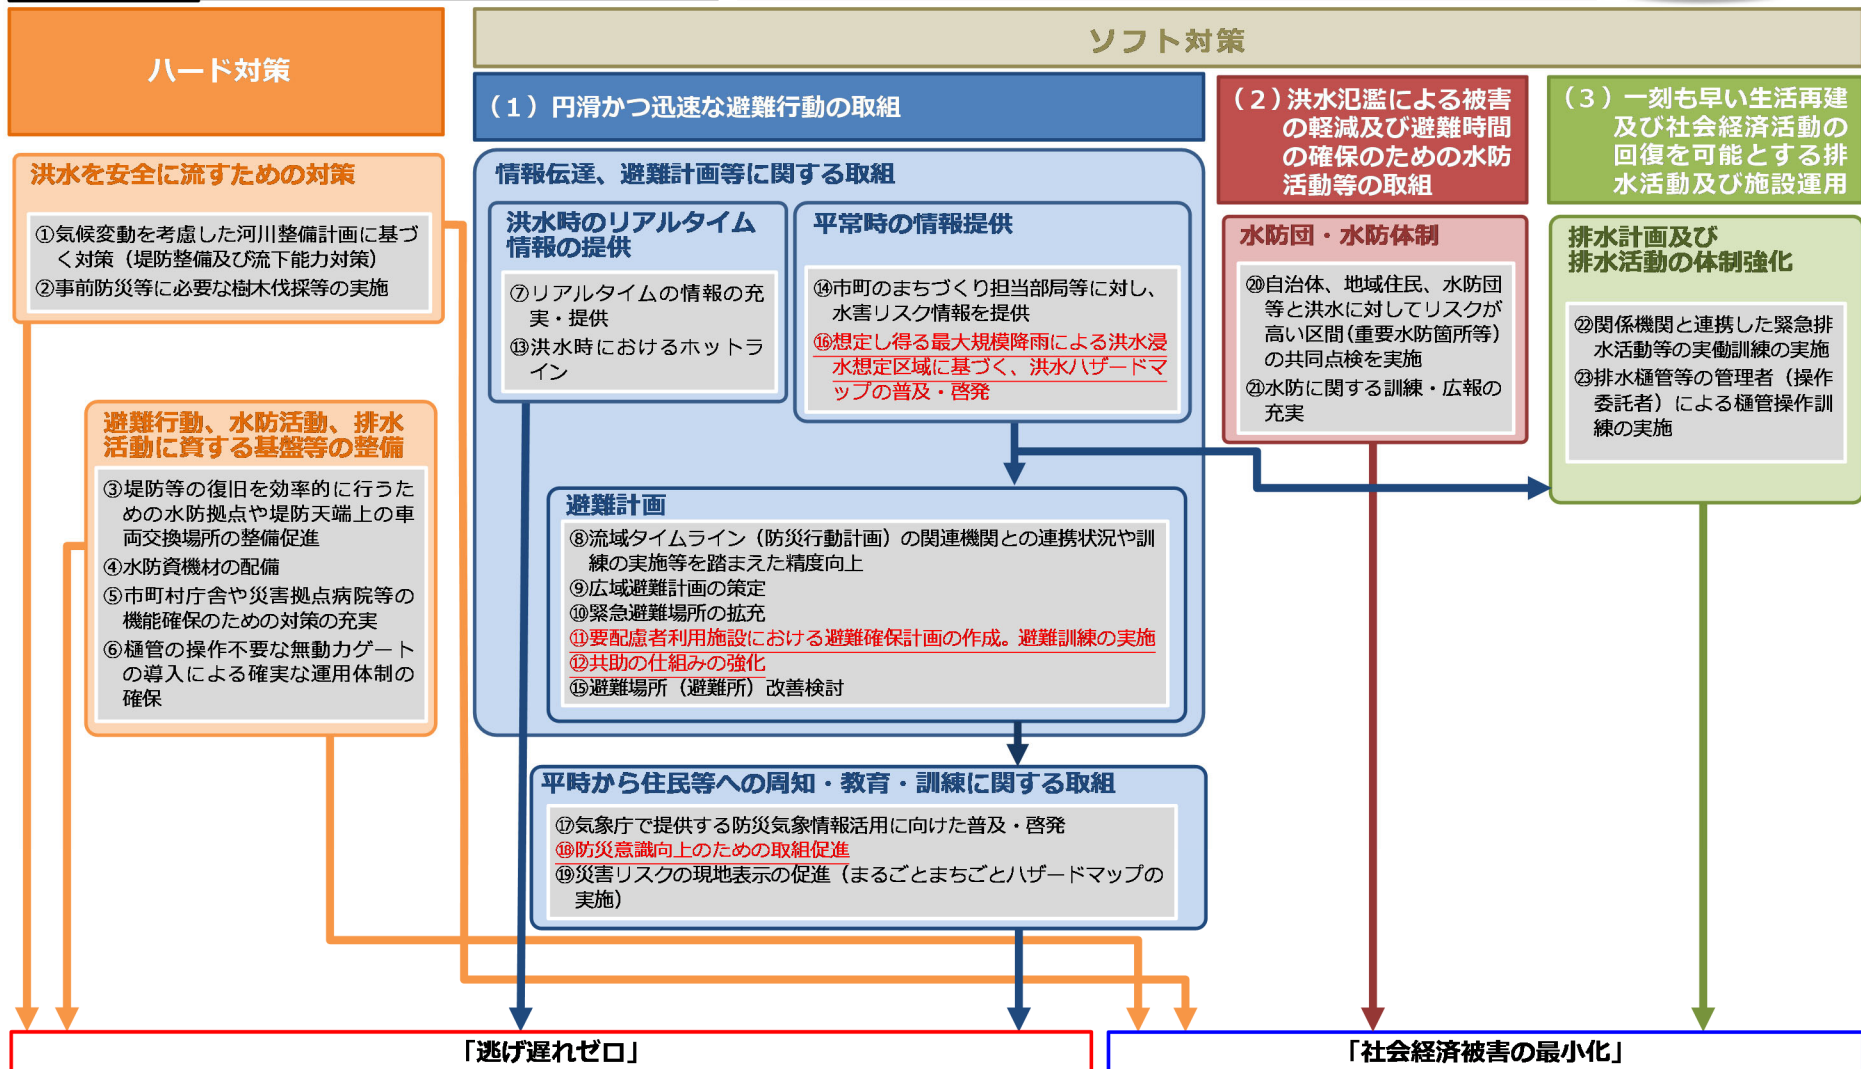 ハード対策
洪水を安全に流すための対策
①気候変動を考慮した河川整備計画に基づ
く対策（堤防整備及び流下能力対策）
②事前防災等に必要な樹木伐採等の実施
避難行動、水防活動、排水
活動に資する基盤等の整備
③堤防等の復旧を効率的に行うた
めの水防拠点や堤防天端上の車
両交換場所の整備促進
④水防資機材の配備
⑤市町村庁舎や災害拠点病院等の
機能確保のための対策の充実
⑥樋管の操作不要な無動力ゲート
の導入による確実な運用体制の
確保
ソフト対策
（１）円滑かつ迅速な避難行動の取組
情報伝達、避難計画等に関する取組
洪水時のリアルタイム
情報の提供
⑦リアルタイムの情報の充
実・提供
⑬洪水時におけるホットラ
イン
平常時の情報提供
⑭市町のまちづくり担当部局等に対し、
水害リスク情報を提供
⑯想定し得る最大規模降雨による洪水浸
水想定区域に基づく、洪水ハザードマ
ップの普及・啓発
避難計画
⑧流域タイムライン（防災行動計画）の関連機関との連携状況や訓
練の実施等を踏まえた精度向上
⑨広域避難計画の策定
⑩緊急避難場所の拡充
⑪要配慮者利用施設における避難確保計画の作成。避難訓練の実施
⑫共助の仕組みの強化
⑮避難場所（避難所）改善検討
平時から住民等への周知・教育・訓練に関する取組
⑰気象庁で提供する防災気象情報活用に向けた普及・啓発
⑱防災意識向上のための取組促進
⑲災害リスクの現地表示の促進（まるごとまちごとハザードマップの
実施）
（２）洪水氾濫による被害
の軽減及び避難時間
の確保のための水防
活動等の取組
水防団・水防体制
⑳自治体、地域住民、水防団
等と洪水に対してリスクが
高い区間（重要水防箇所等）
の共同点検を実施
㉑水防に関する訓練・広報の
充実
（３）一刻も早い生活再建
及び社会経済活動の
回復を可能とする排
水活動及び施設運用
排水計画及び
排水活動の体制強化
㉒関係機関と連携した緊急排
水活動等の実働訓練の実施
㉓排水樋管等の管理者（操作
委託者）による樋管操作訓
練の実施
「逃げ遅れゼロ」
「社会経済被害の最小化」